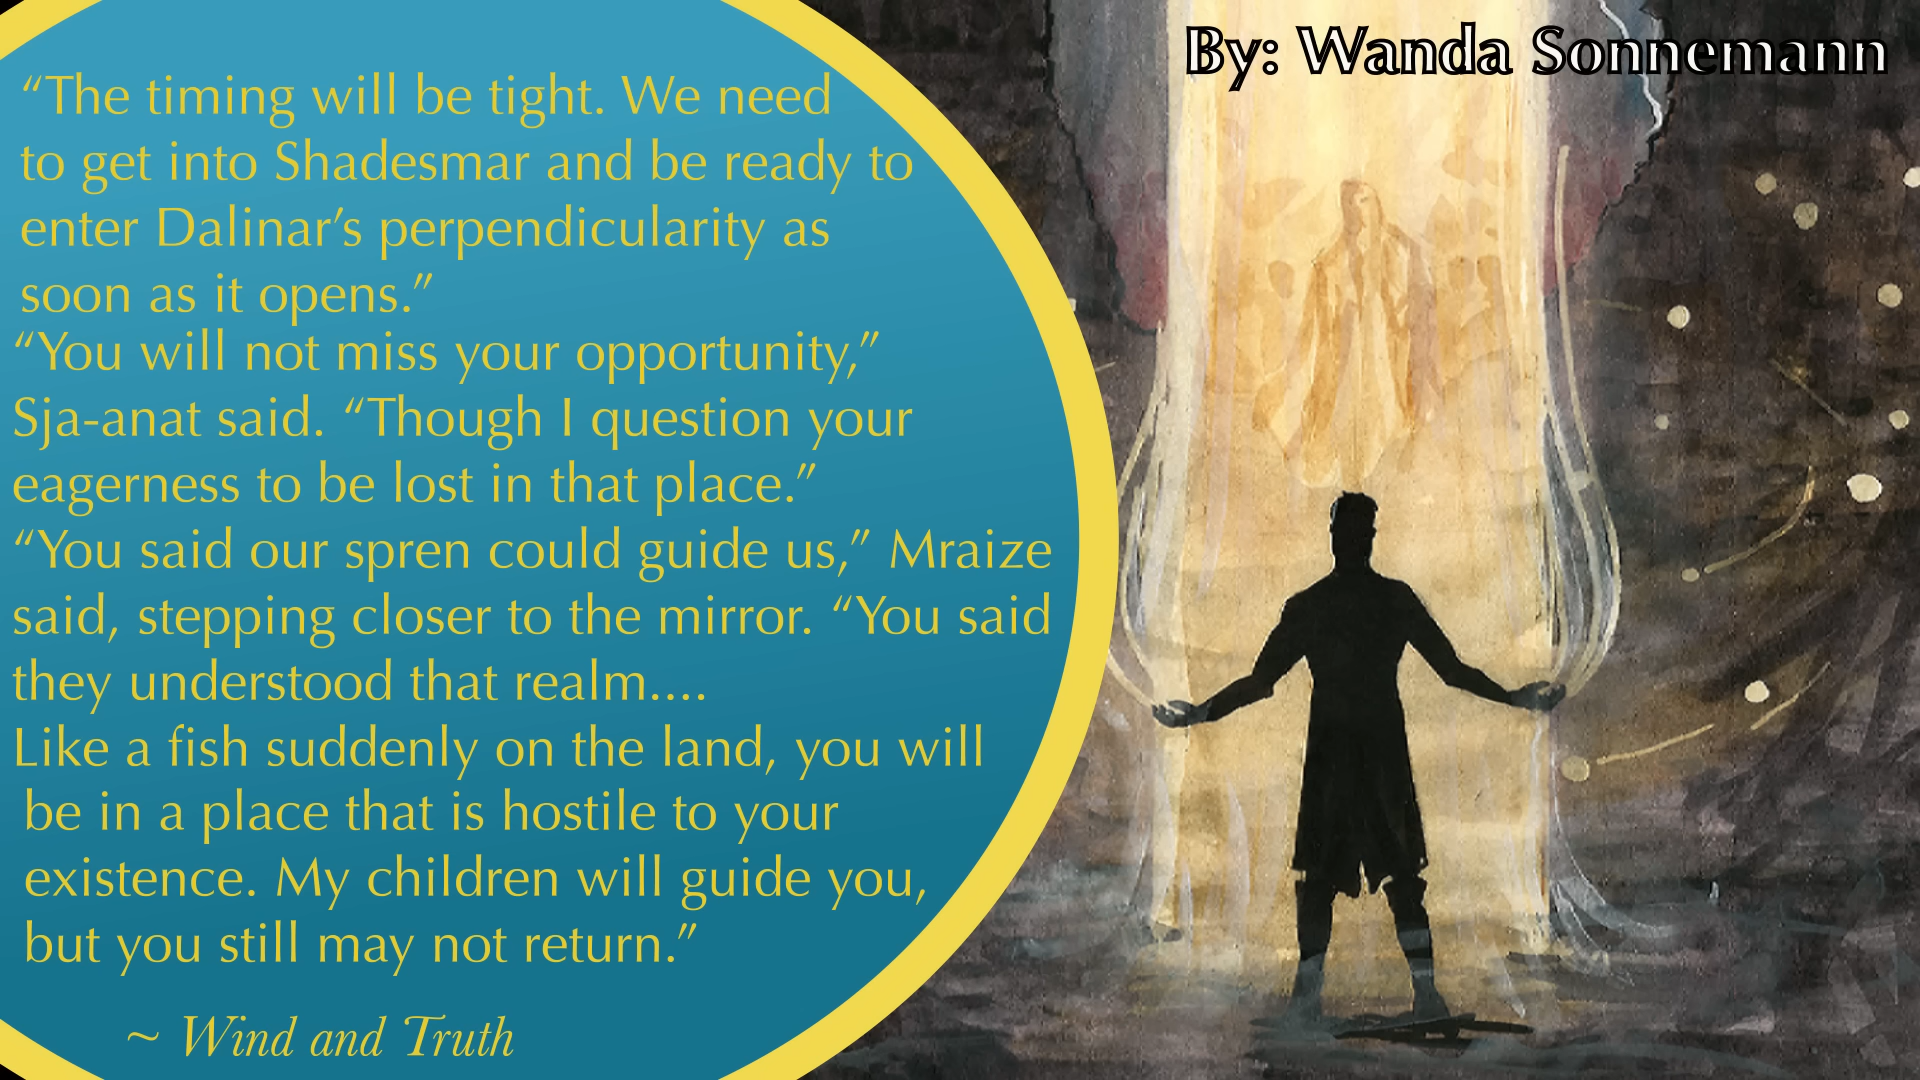 By: Wanda Sonnemann
“The timing will be tight. We need
to get into Shadesmar and be ready to
enter Dalinar’s perpendicularity as
soon as it opens.”
“You will not miss your opportunity,”
Sja-anat said. “Though I question your
eagerness to be lost in that place.”
“You said our spren could guide us,” Mraize
said, stepping closer to the mirror. “You said
they understood that realm....
Like a fish suddenly on the land, you will
be in a place that is hostile to your
existence. My children will guide you,
but you still may not return.”
~ Wind and Truth